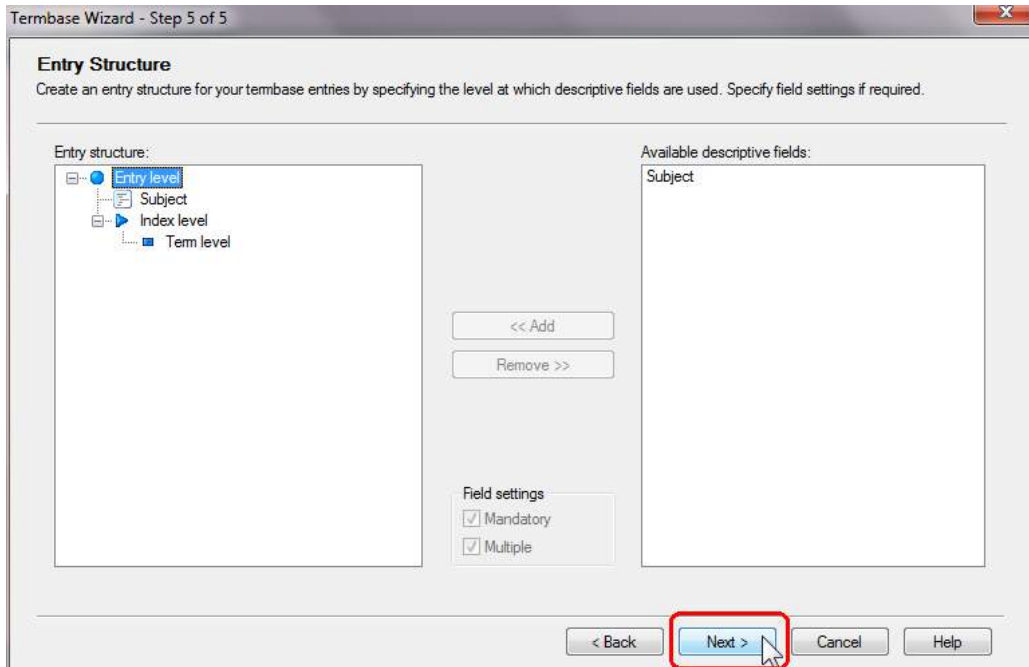 Termbase Wizard - Step 5 of 5
Entry Structure
Create an entry structure for your termbase entries by specifying the level at which descriptive fields are used. Specify field settings if required.
Entry structure:
Entry level
Subject
Index level
Term level
<< Add
Remove >>
Field settings
Mandatory
Multiple
Available descriptive fields:
Subject
< Back
Next >
Cancel
Help